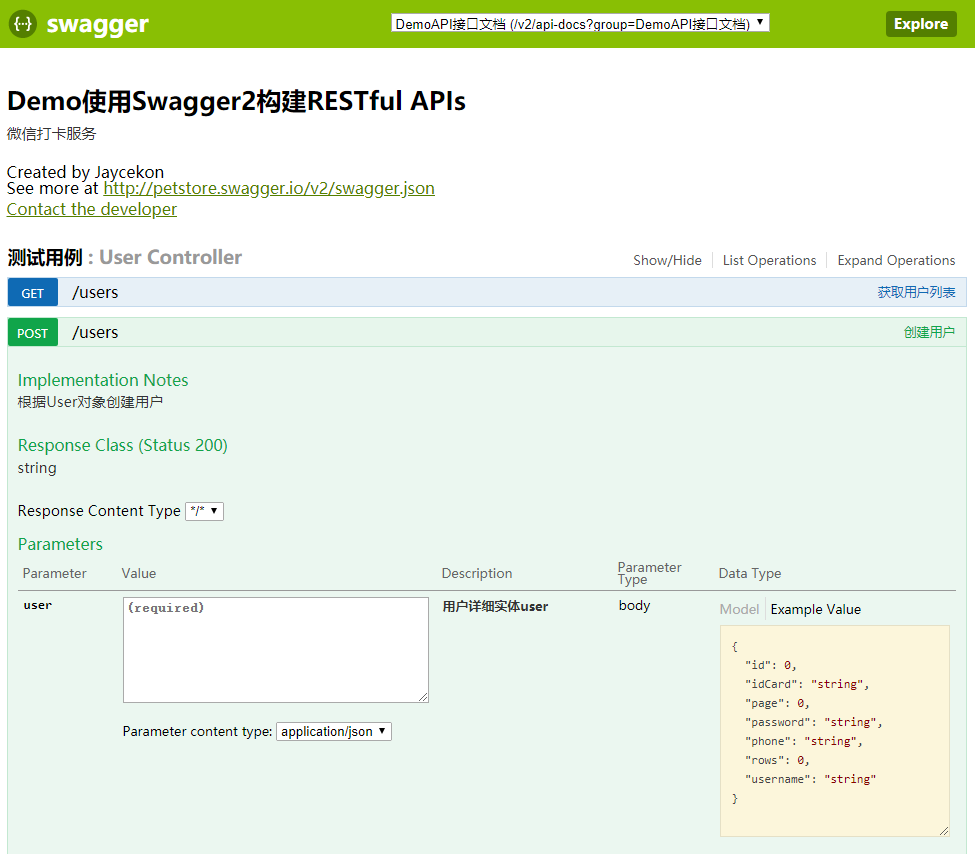 {···} swagger
DemoAPI接口文档 (/v2/api-docs?group=DemoAPI接口文档)
Explore
Demo使用Swagger2构建RESTful APIs
微信打卡服务
Created by Jaycekon
See more at http://petstore.swagger.io/v2/swagger.json
Contact the developer
测试用例 : User Controller
Show/Hide
List Operations
Expand Operations
GET /users 获取用户列表
POST /users 创建用户
Implementation Notes
根据User对象创建用户
Response Class (Status 200)
string
Response Content Type */*
Parameters
Parameter
Value
Description
Parameter
Type
Data Type
user
(required)
Parameter content type: application/json
用户详细实体user
body
Model Example Value
{
"id": 0,
"idCard": "string",
"page": 0,
"password": "string",
"phone": "string",
"rows": 0,
"username": "string"
}